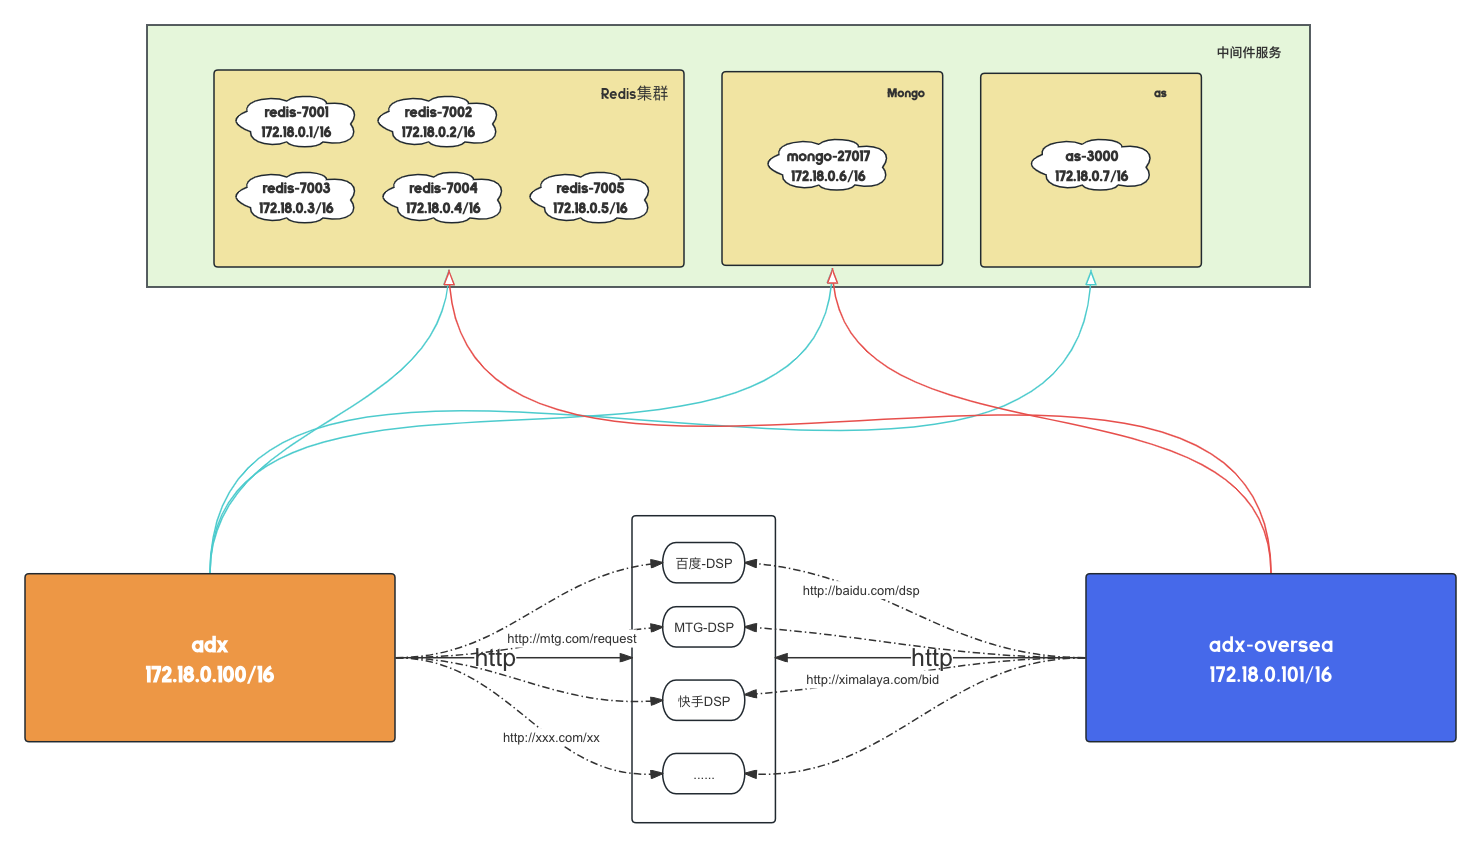 中间件服务
Redis集群
redis-7001
172.18.0.1/16
redis-7002
172.18.0.2/16
redis-7003
172.18.0.3/16
redis-7004
172.18.0.4/16
redis-7005
172.18.0.5/16
Mongo
mongo-27017
172.18.0.6/16
as
as-3000
172.18.0.7/16
adx
172.18.0.100/16
http://mtg.com/request
http
http://xxx.com/xx
百度-DSP
MTG-DSP
快手DSP
......
http://baidu.com/dsp
http
http://ximalaya.com/bid
adx-oversea
172.18.0.101/16